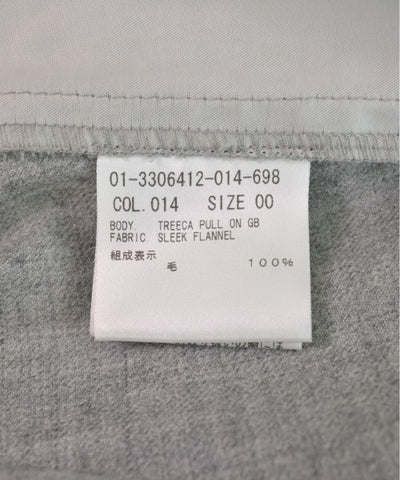 01-3306412-014-698
COL.014 SIZE 00
BODY. TREECA PULL ON GB
FABRIC. SLEEK FLANNEL
組成表示
毛 100%